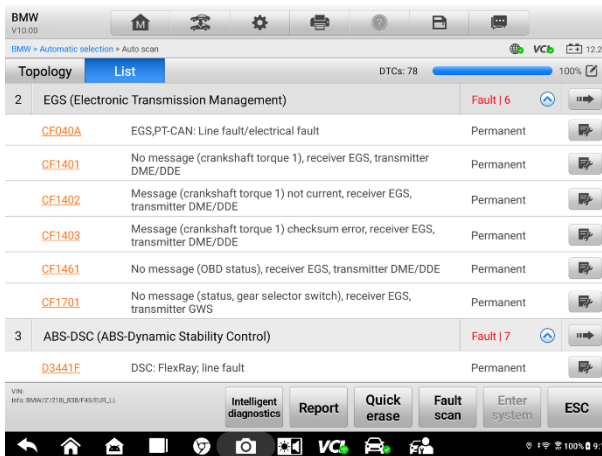 BMW
V10.00
BMW > Automatic selection > Auto scan
VCI 12.2
Topology List DTCs: 78 100%
2 EGS (Electronic Transmission Management) Fault | 6
CF040A EGS,PT-CAN: Line fault/electrical fault Permanent
CF1401 No message (crankshaft torque 1), receiver EGS, transmitter
DME/DDE Permanent
CF1402 Message (crankshaft torque 1) not current, receiver EGS,
transmitter DME/DDE Permanent
CF1403 Message (crankshaft torque 1) checksum error, receiver EGS,
transmitter DME/DDE Permanent
CF1461 No message (OBD status), receiver EGS, transmitter DME/DDE Permanent
CF1701 No message (status, gear selector switch), receiver EGS,
transmitter GWS Permanent
3 ABS-DSC (ABS-Dynamic Stability Control) Fault | 7
D3441F DSC: FlexRay; line fault Permanent
VIN:
Info: BMW/2'/218i_B38/F45/EUR_LL
Intelligent
diagnostics
Report
Quick
erase
Fault
scan
Enter
system
ESC
VCI
100%